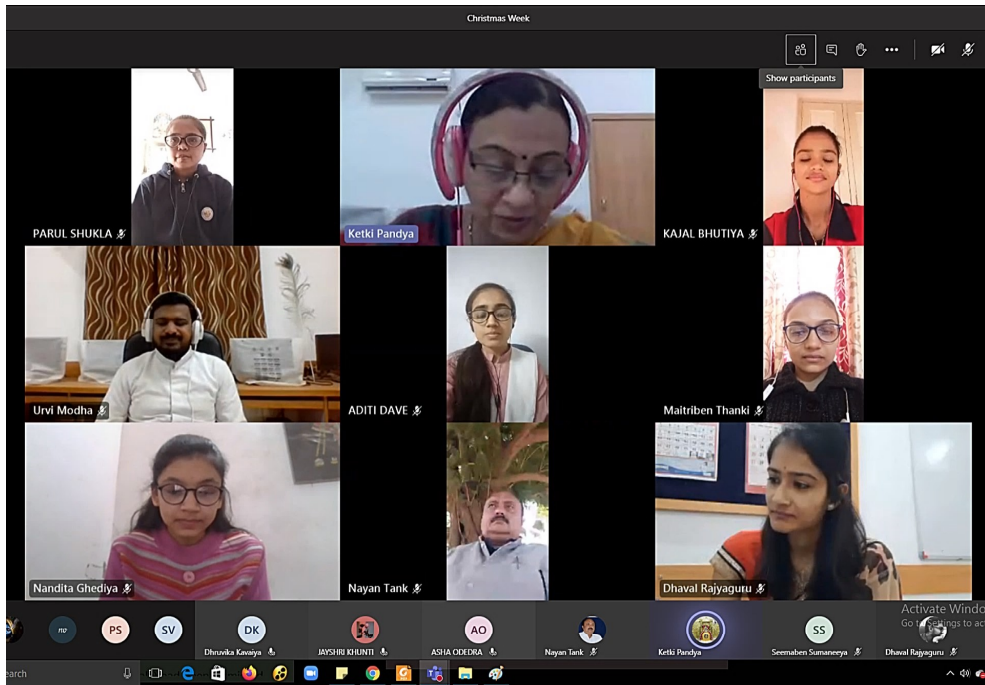 Christmas Week
Show participants
PARUL SHUKLA
Ketki Pandya
KAJAL BHUTIYA
Urvi Modha
ADITI DAVE
Maitriben Thanki
Nandita Ghediya
Nayan Tank
Dhaval Rajyaguru
no
PS
SV
DK
AO
SS
Activate Windo
Go to Settings to act
Dhruvika Kavaiya
JAYSHRI KHUNTI
ASHA ODEDRA
Nayan Tank
Ketki Pandya
Seemaben Sumaneeya
Dhaval Rajyaguru
earch